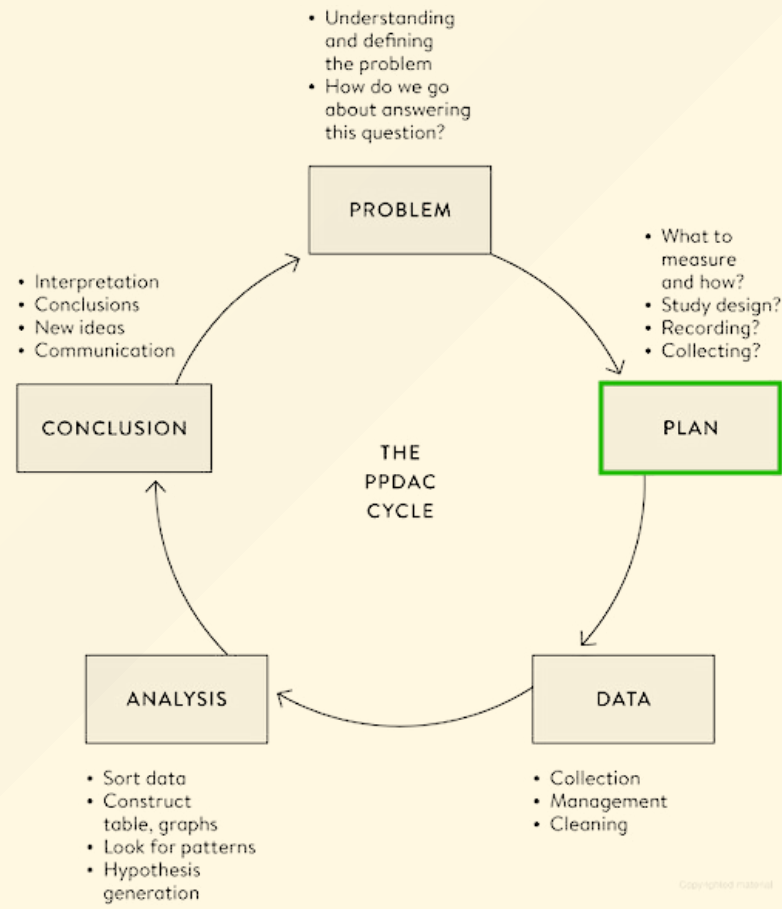 • Understanding
and defining
the problem
• How do we go
about answering
this question?
PROBLEM
• What to
measure
and how?
• Study design?
• Recording?
• Collecting?
PLAN
• Interpretation
• Conclusions
• New ideas
• Communication
CONCLUSION
THE
PPDAC
CYCLE
ANALYSIS
• Sort data
• Construct
table, graphs
• Look for patterns
• Hypothesis
generation
DATA
• Collection
• Management
• Cleaning
Copyrighted material